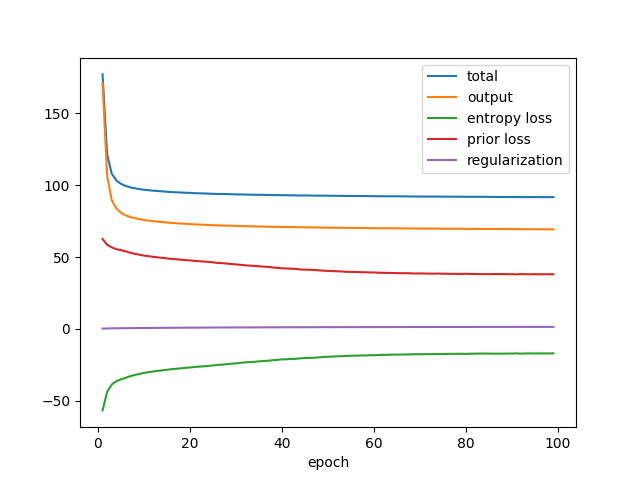 total
output
entropy loss
prior loss
regularization
150
100
50
0
−50
0 20 40 60 80 100
epoch